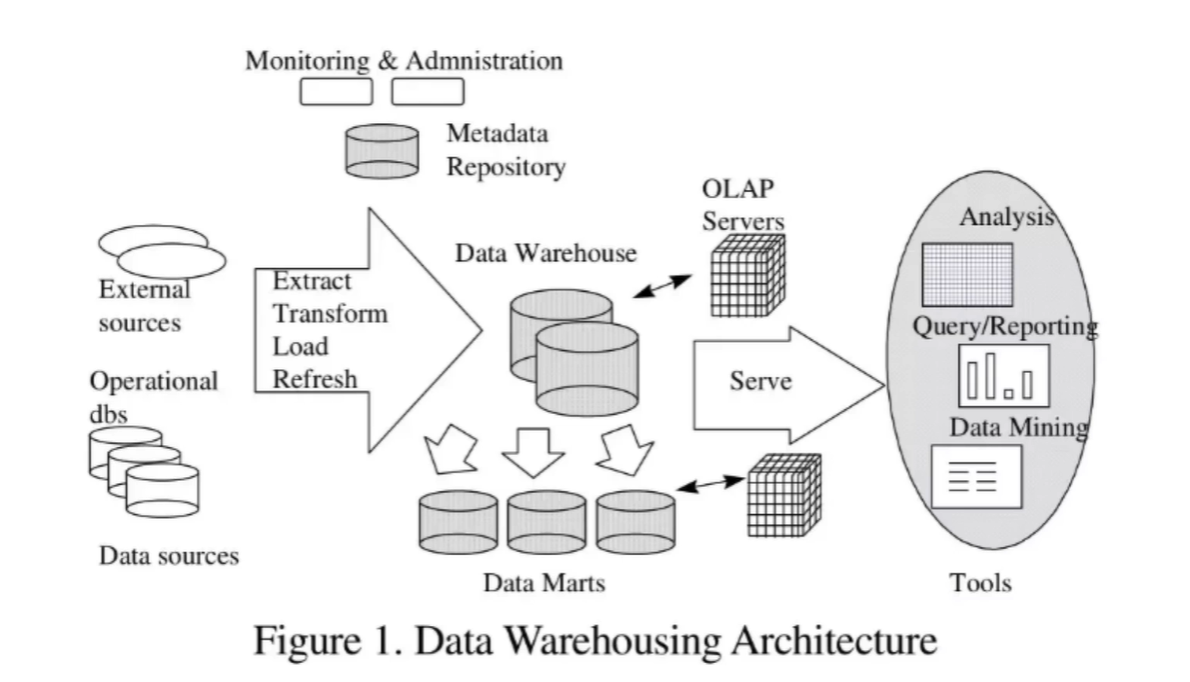 Monitoring & Admnistration
Metadata
Repository
OLAP
Servers
Analysis
Data Warehouse
External
sources
Extract
Transform
Load
Refresh
Query/Reporting
Operational
dbs
Serve
Data Mining
Data sources
Data Marts
Tools
Figure 1. Data Warehousing Architecture